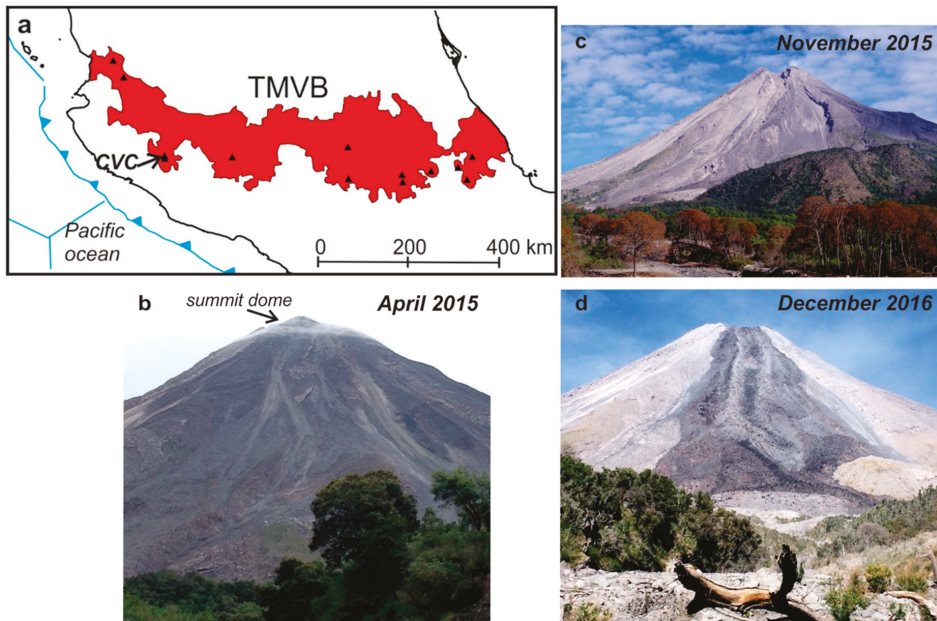 a
TMVB
CVC
Pacific
ocean
0 200 400 km
b
summit dome
April 2015
c
November 2015
d
December 2016